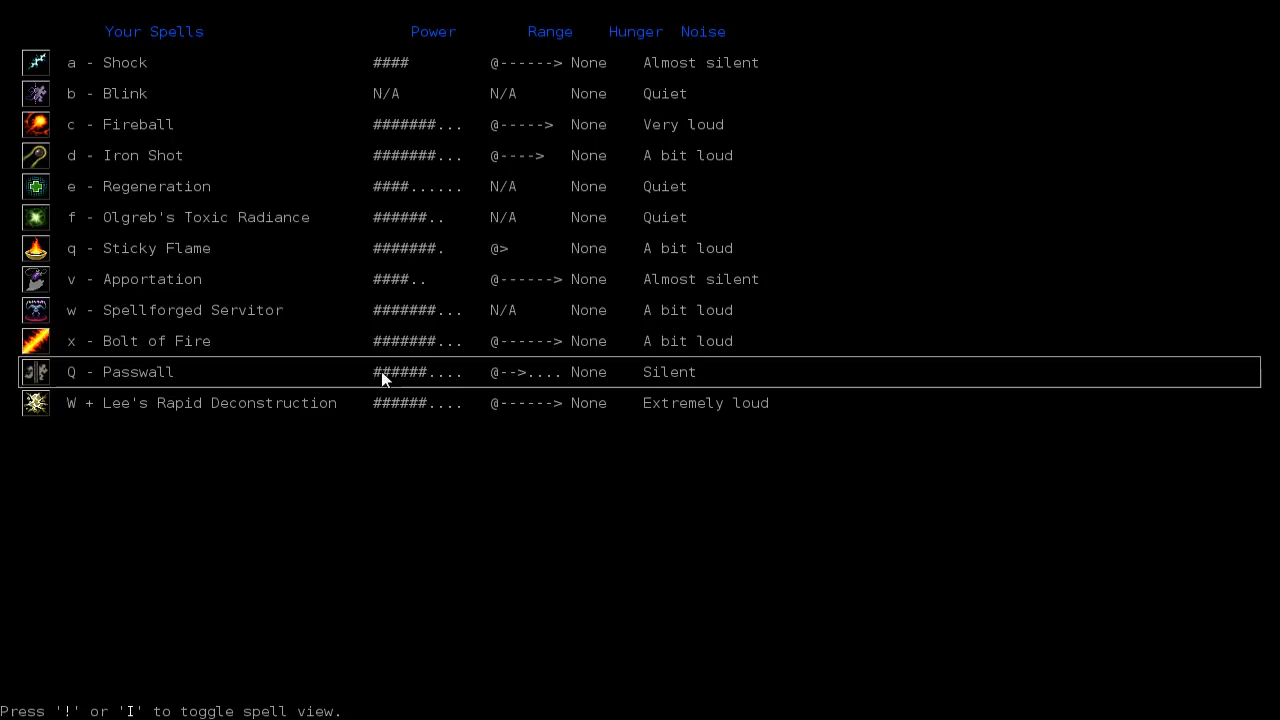 Your Spells Power Range Hunger Noise
a - Shock #### @------> None Almost silent
b - Blink N/A N/A None Quiet
c - Fireball #######... @-----> None Very loud
d - Iron Shot #######... @----> None A bit loud
e - Regeneration ####...... N/A None Quiet
f - Olgreb's Toxic Radiance ######.. N/A None Quiet
q - Sticky Flame #######. @> None A bit loud
v - Apportation ####.. @------> None Almost silent
w - Spellforged Servitor #######... N/A None A bit loud
x - Bolt of Fire #######... @------> None A bit loud
Q - Passwall ######.... @-->.... None Silent
W + Lee's Rapid Deconstruction ######.... @------> None Extremely loud
Press '!' or 'I' to toggle spell view.